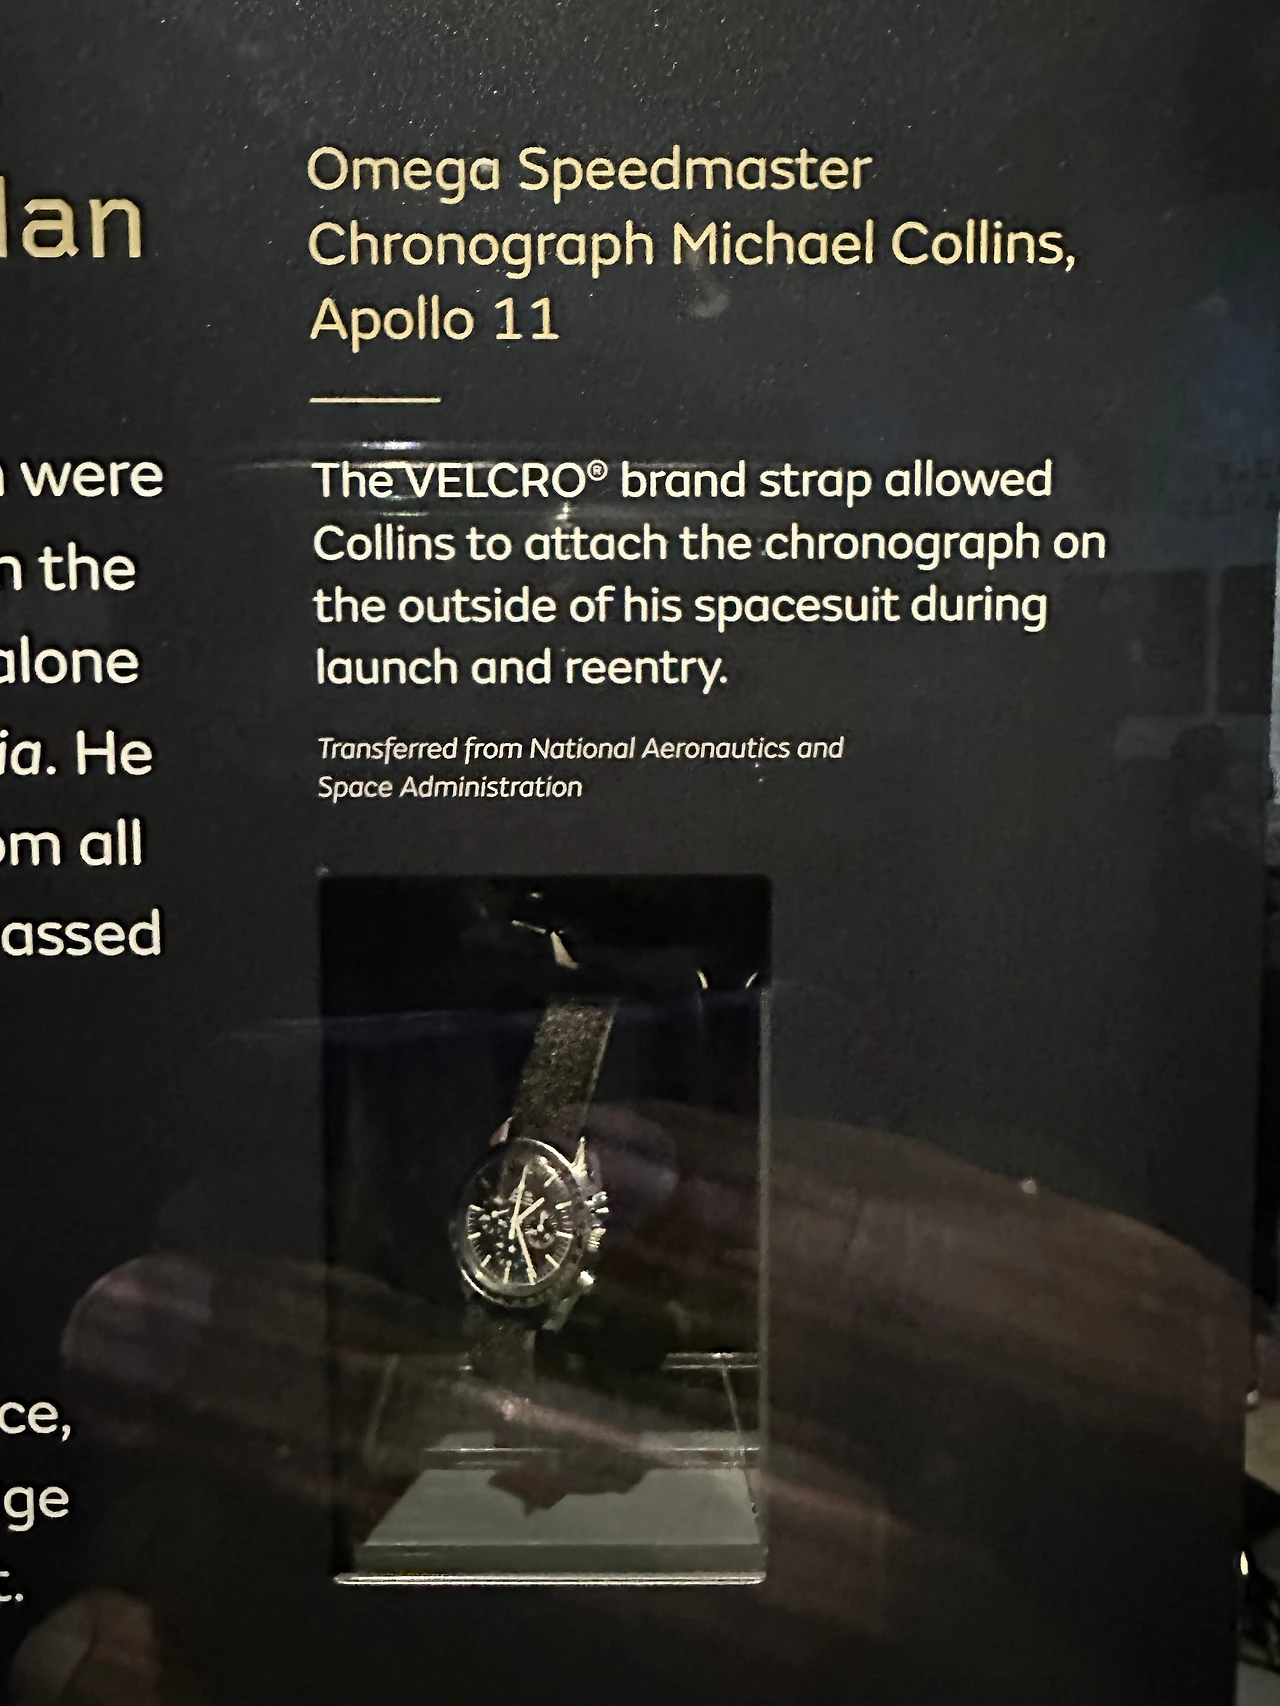 lan
were
the
alone
ia. He
om all
assed
ce,
ge
t.
Omega Speedmaster
Chronograph Michael Collins,
Apollo 11
The VELCRO® brand strap allowed
Collins to attach the chronograph on
the outside of his spacesuit during
launch and reentry.
Transferred from National Aeronautics and
Space Administration